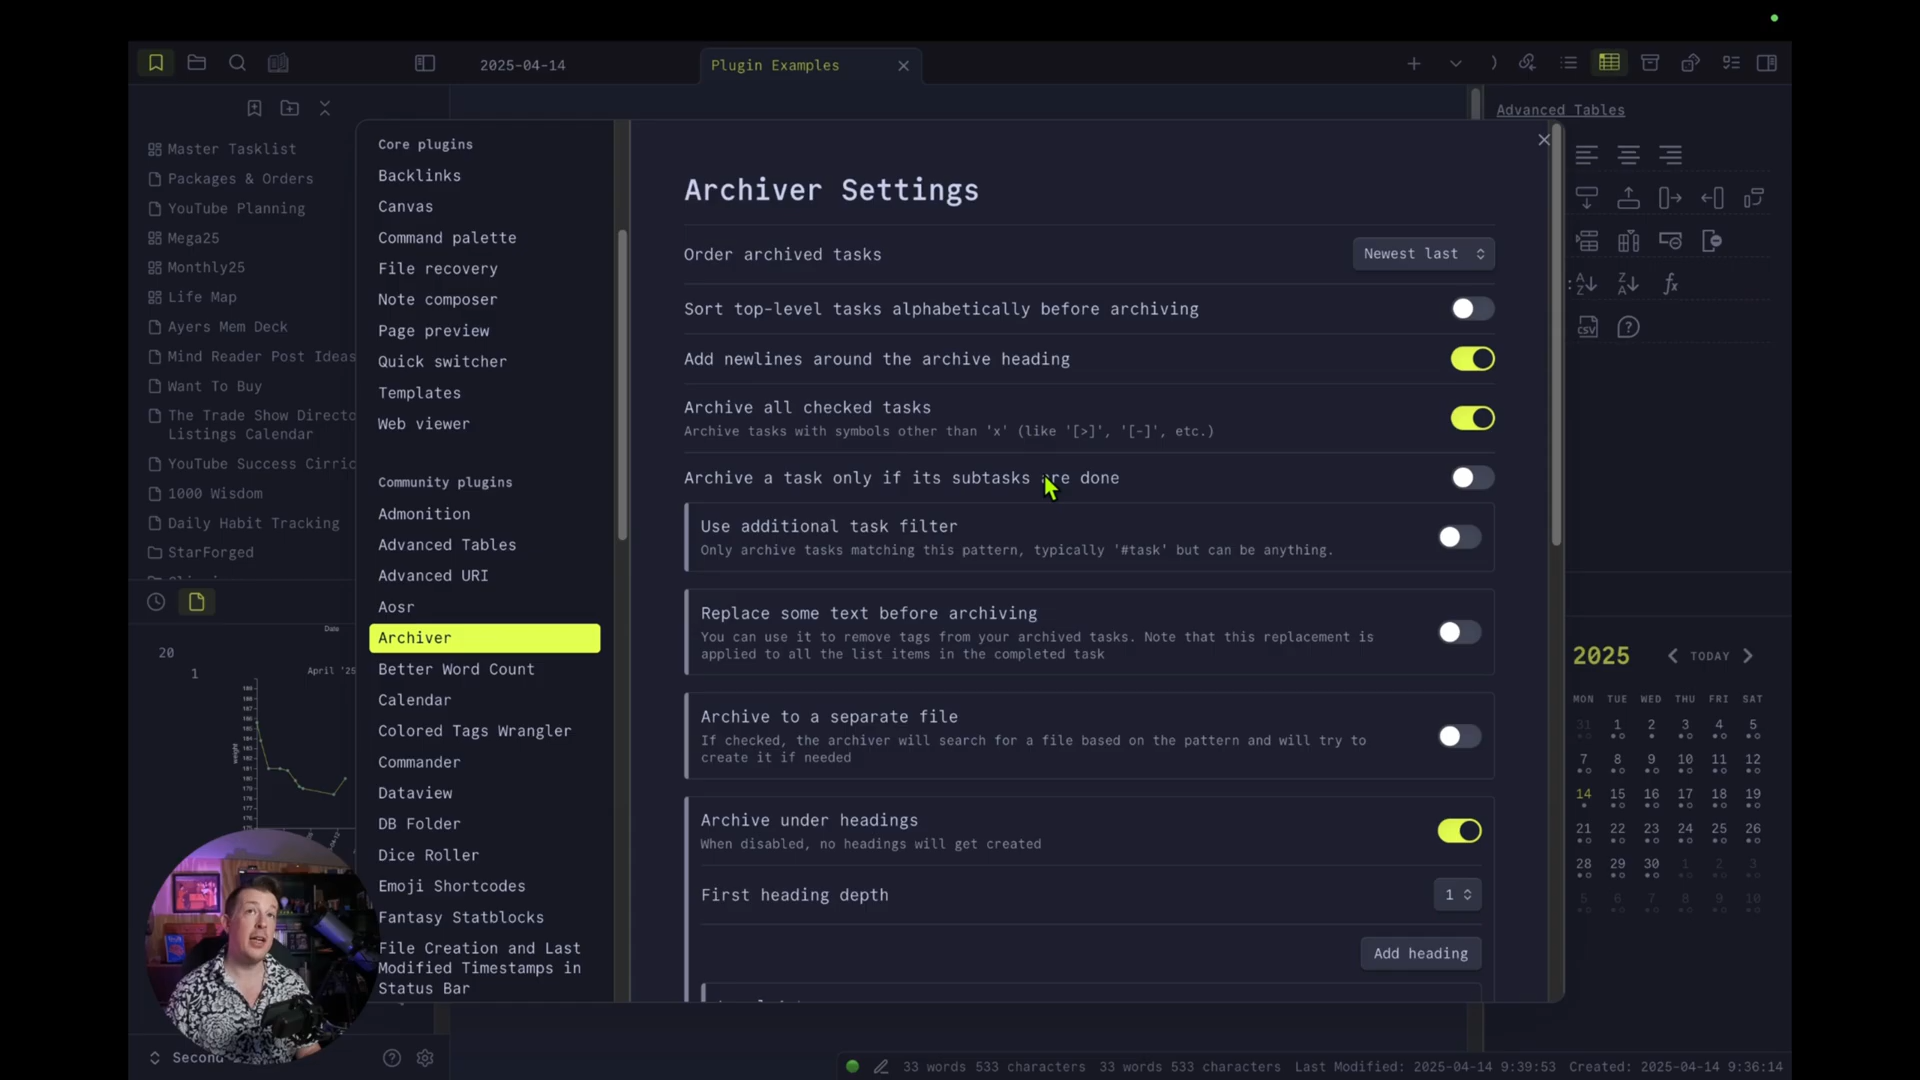 2025-04-14
Plugin Examples
Advanced Tables
Master Tasklist
Packages & Orders
YouTube Planning
Mega25
Monthly25
Life Map
Ayers Mem Deck
Mind Reader Post Ideas
Want To Buy
The Trade Show Directo
Listings Calendar
YouTube Success Cirric
1000 Wisdom
Daily Habit Tracking
StarForged
Date
20
1
April '25
weight
Second
Core plugins
Backlinks
Canvas
Command palette
File recovery
Note composer
Page preview
Quick switcher
Templates
Web viewer
Community plugins
Admonition
Advanced Tables
Advanced URI
Aosr
Archiver
Better Word Count
Calendar
Colored Tags Wrangler
Commander
Dataview
DB Folder
Dice Roller
Emoji Shortcodes
Fantasy Statblocks
File Creation and Last
Modified Timestamps in
Status Bar
Archiver Settings
Order archived tasks
Newest last
Sort top-level tasks alphabetically before archiving
Add newlines around the archive heading
Archive all checked tasks
Archive tasks with symbols other than 'x' (like '[>]', '[-]', etc.)
Archive a task only if its subtasks are done
Use additional task filter
Only archive tasks matching this pattern, typically '#task' but can be anything.
Replace some text before archiving
You can use it to remove tags from your archived tasks. Note that this replacement is
applied to all the list items in the completed task
Archive to a separate file
If checked, the archiver will search for a file based on the pattern and will try to
create it if needed
Archive under headings
When disabled, no headings will get created
First heading depth
1
Add heading
CSV
2025
TODAY
MON TUE WED THU FRI SAT
31 1 2 3 4 5
7 8 9 10 11 12
14 15 16 17 18 19
21 22 23 24 25 26
28 29 30 1 2 3
5 6 7 8 9 10
33 words 533 characters 33 words 533 characters Last Modified: 2025-04-14 9:39:53 Created: 2025-04-14 9:36:14